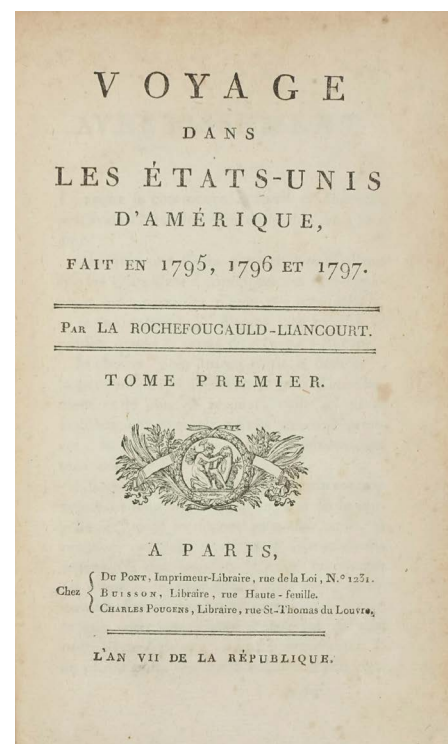 VOYAGE
DANS
LES ÉTATS-UNIS
D'AMÉRIQUE,
FAIT EN 1795, 1796 ET 1797.
PAR LA ROCHEFOUCAULD-LIANCOURT.
TOME PREMIER.
A PARIS,
Chez
DU PONT, Imprimeur-Libraire, rue de la Loi, N.º 1231.
BUISSON, Libraire, rue Haute-feuille.
CHARLES POUGENS, Libraire, rue St-Thomas du Louvre.
L'AN VII DE LA RÉPUBLIQUE.